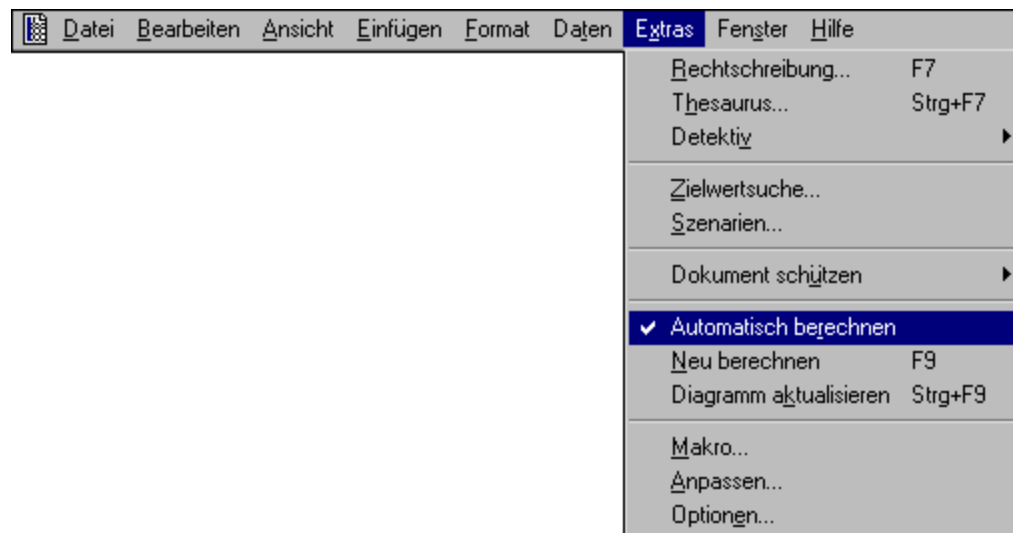 Datei Bearbeiten Ansicht Einfügen Format Daten Extras Fenster Hilfe
Rechtschreibung... F7
Thesaurus... Strg+F7
Detektiv
Zielwertsuche...
Szenarien...
Dokument schützen
Automatisch berechnen
Neu berechnen F9
Diagramm aktualisieren Strg+F9
Makro...
Anpassen...
Optionen...